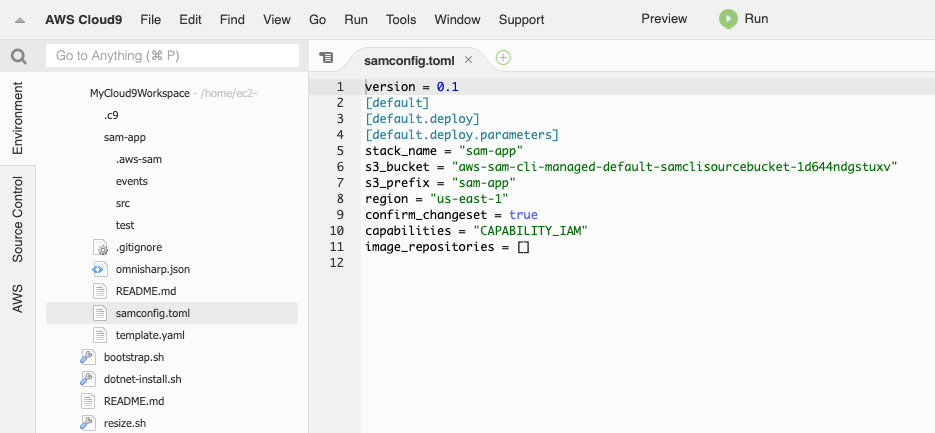 AWS Cloud9 File Edit Find View Go Run Tools Window Support Preview Run
Go to Anything (⌘ P)
samconfig.toml ×
Environment
Source Control
AWS
MyCloud9Workspace - /home/ec2-
.c9
sam-app
.aws-sam
events
src
test
.gitignore
omnisharp.json
README.md
samconfig.toml
template.yaml
bootstrap.sh
dotnet-install.sh
README.md
resize.sh
1 version = 0.1
2 [default]
3 [default.deploy]
4 [default.deploy.parameters]
5 stack_name = "sam-app"
6 s3_bucket = "aws-sam-cli-managed-default-samclisourcebucket-1d644ndgstuxv"
7 s3_prefix = "sam-app"
8 region = "us-east-1"
9 confirm_changeset = true
10 capabilities = "CAPABILITY_IAM"
11 image_repositories = []
12